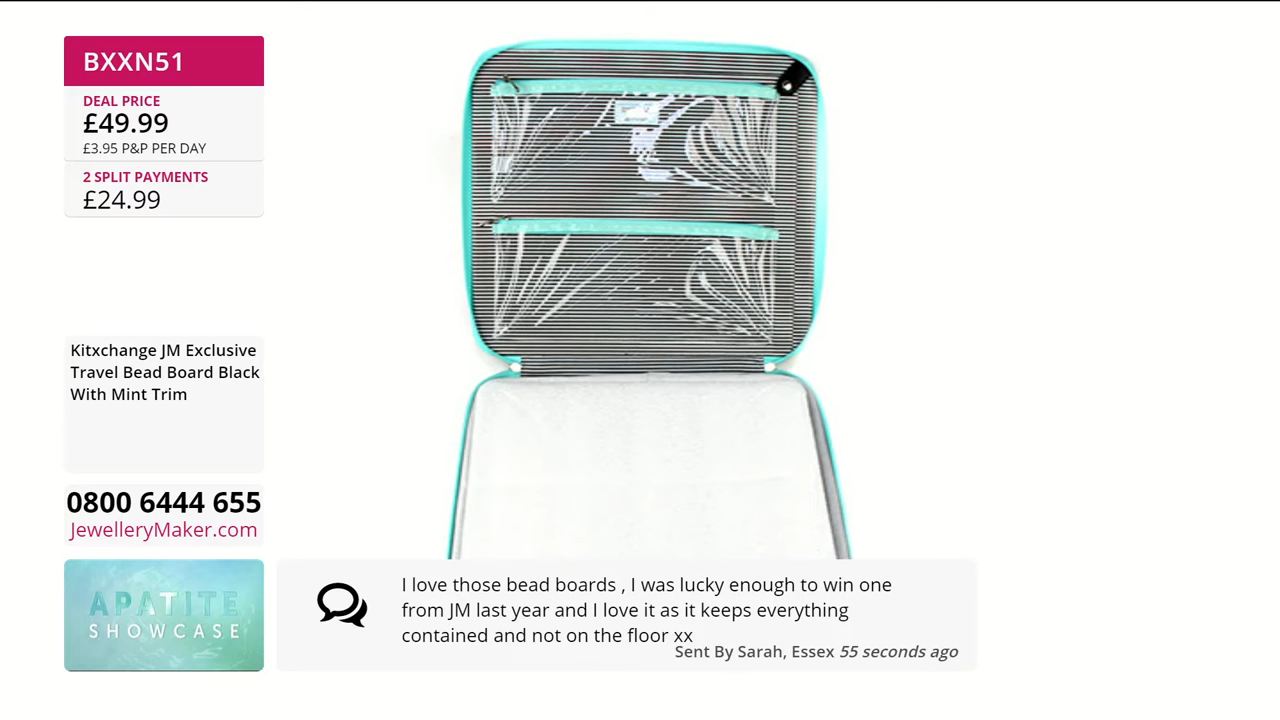 BXXN51
DEAL PRICE
£49.99
£3.95 P&P PER DAY
2 SPLIT PAYMENTS
£24.99
Kitxchange JM Exclusive
Travel Bead Board Black
With Mint Trim
0800 6444 655
JewelleryMaker.com
APATITE
SHOWCASE
I love those bead boards , I was lucky enough to win one
from JM last year and I love it as it keeps everything
contained and not on the floor xx
Sent By Sarah, Essex 55 seconds ago